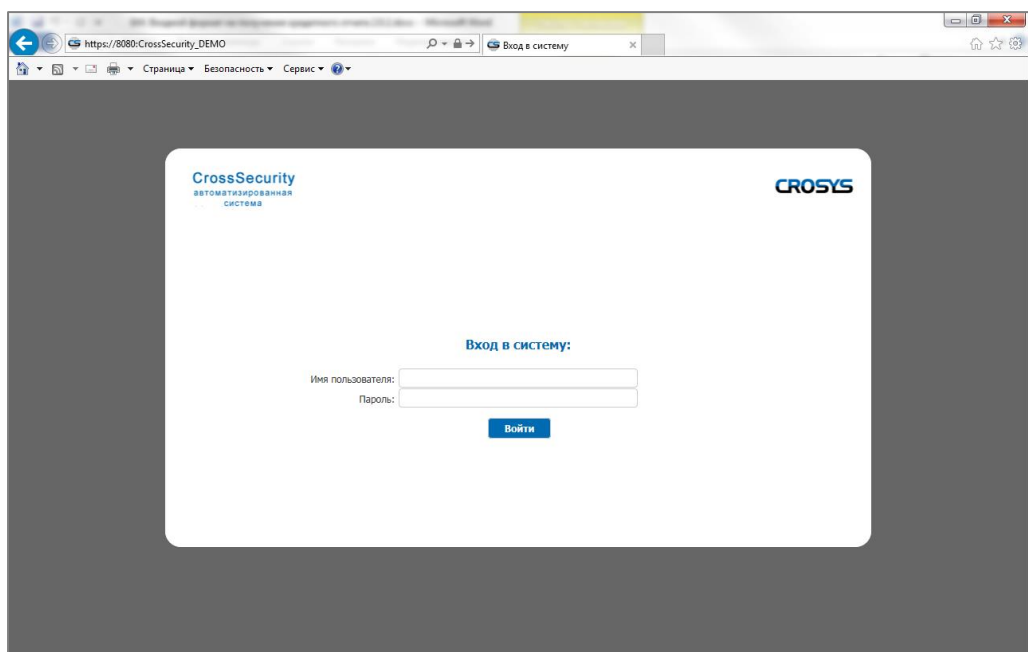 https://8080:CrossSecurity_DEMO
Вход в систему
Страница Безопасность Сервис
CrossSecurity
автоматизированная
система
CROSYS
Вход в систему:
Имя пользователя:
Пароль:
Войти